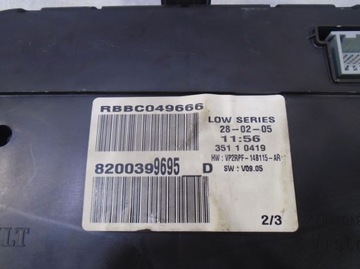 RBBC049666
LOW SERIES
28-02-05
11:56
351 1 0419
HW : VP2RPF-14B115-AR
SW : V09.05
8200399695__D
2/3